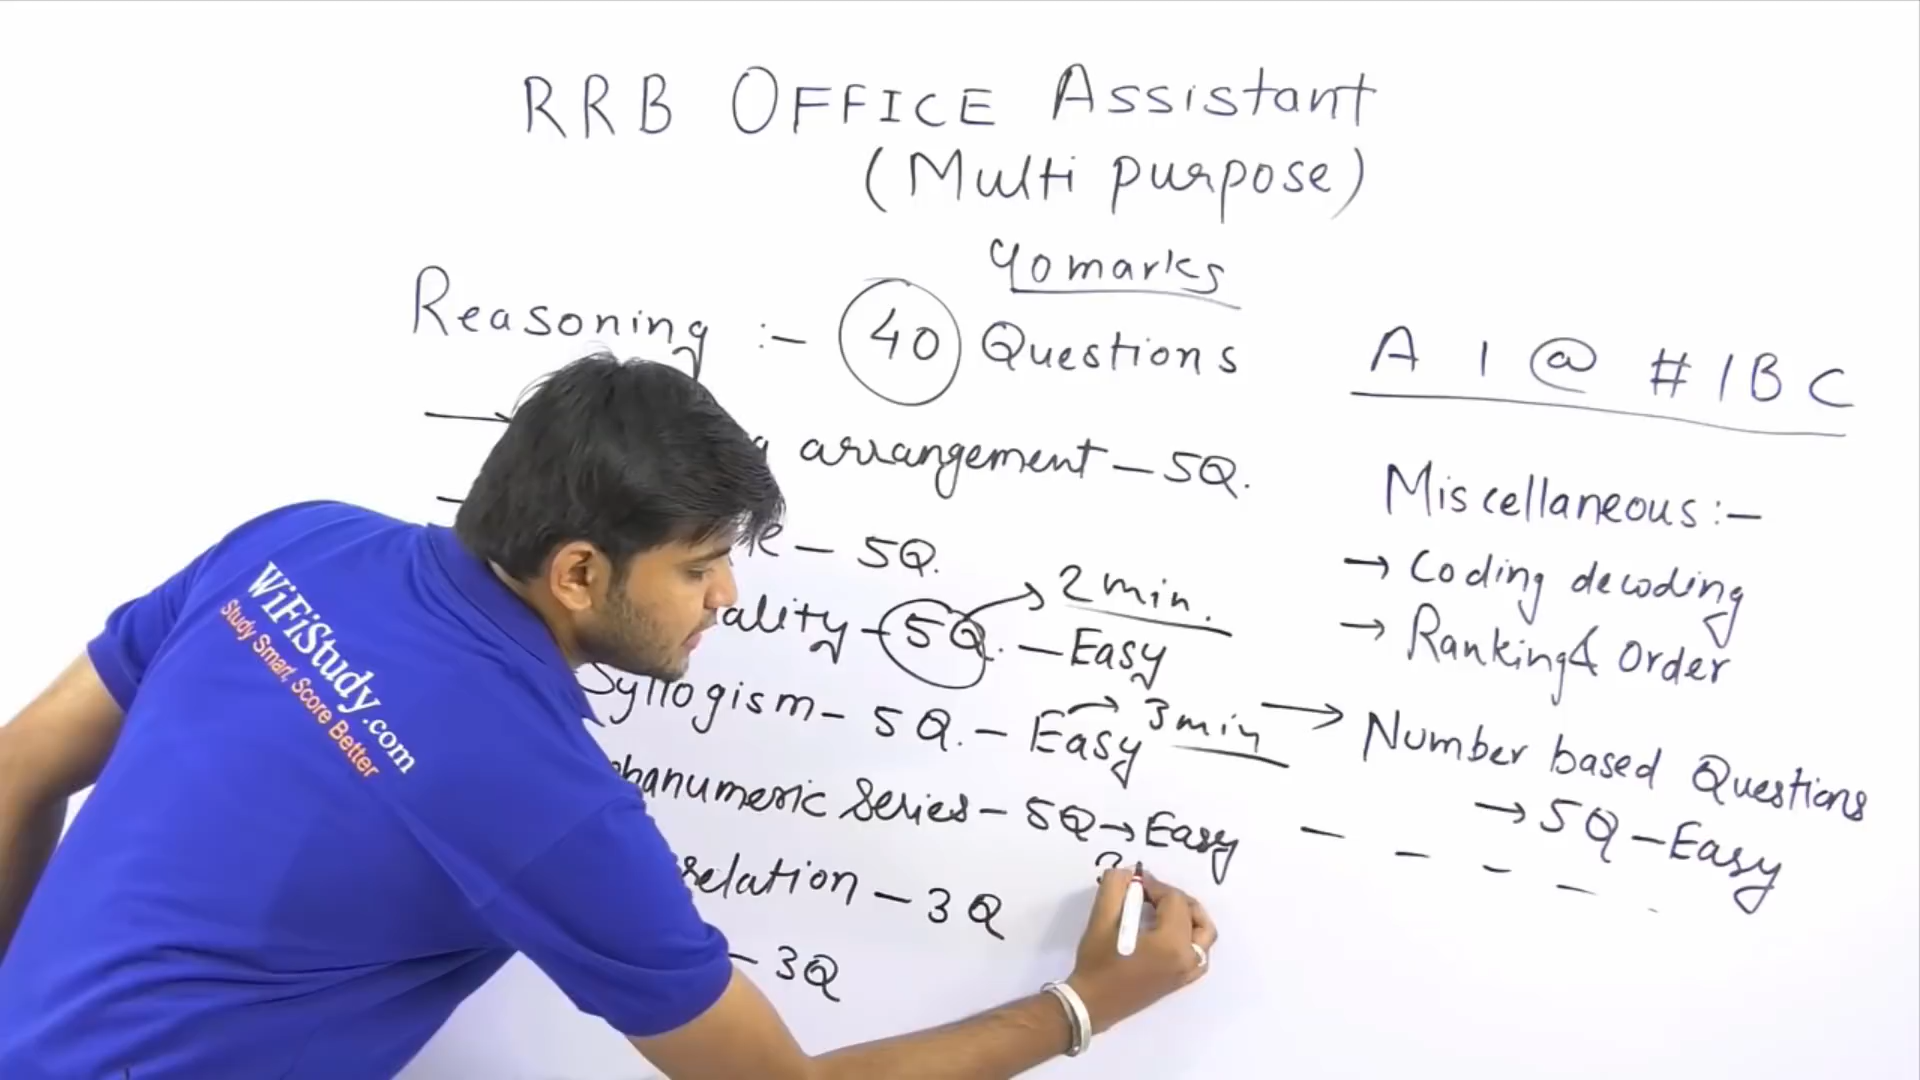 RRB OFFICE Assistant
(Multi purpose)
40 marks
Reasoning :- 40 Questions
A 1 @ # 1 B C
→ arrangement - 5Q.
- 5Q.
→ 2 min.
- 5Q. - Easy
Syllogism - 5Q. - Easy → 3 min
Series - 5Q → Easy
3
relation - 3Q
- 3Q
Miscellaneous :-
→ Coding decoding
→ Ranking & Order
→ Number based Questions
→ 5Q - Easy
- - - -
WiFiStudy.com
Study Smart, Score Better